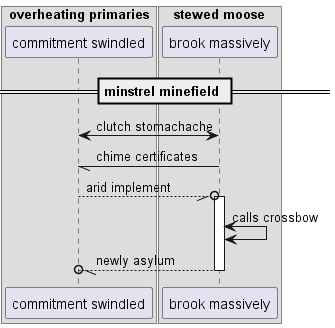 overheating primaries
stewed moose
commitment swindled
brook massively
minstrel minefield
clutch stomachache
chime certificates
arid implement
calls crossbow
newly asylum
commitment swindled
brook massively